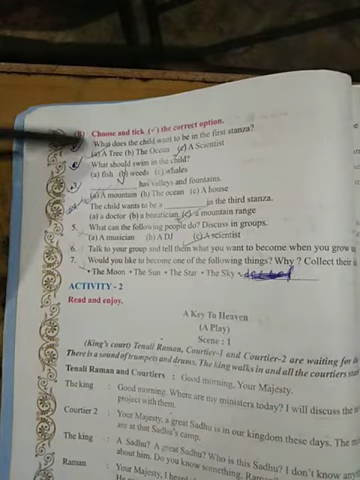 (B) Choose and tick (✓) the correct option.
1. What does the child want to be in the first stanza?
(a) A Tree (b) The Ocean (c) A Scientist
2. What should swim in the child?
(a) fish (b) weeds (c) whales
3. ________ has valleys and fountains.
(a) A mountain (b) The ocean (c) A house
The child wants to be a ________ in the third stanza.
(a) a doctor (b) a beautician (c) a mountain range
5. What can the following people do? Discuss in groups.
(a) A musician (b) A DJ (c) A scientist
6. Talk to your group and tell them what you want to become when you grow
7. Would you like to become one of the following things? Why? Collect their
• The Moon • The Sun • The Star • The Sky •
ACTIVITY - 2
Read and enjoy.
A Key To Heaven
(A Play)
Scene : 1
(King's court) Tenali Raman, Courtier-1 and Courtier-2 are waiting for
There is a sound of trumpets and drums. The king walks in and all the courtiers
Tenali Raman and Courtiers : Good morning, Your Majesty.
The king : Good morning. Where are my ministers today? I will discuss the
project with them.
Courtier 2 : Your Majesty, a great Sadhu is in our kingdom these days. The
are at that Sadhu's camp.
The king : A Sadhu? A great Sadhu? Who is this Sadhu? I don't know
about him. Do you know something,
Raman : Your Majesty, I